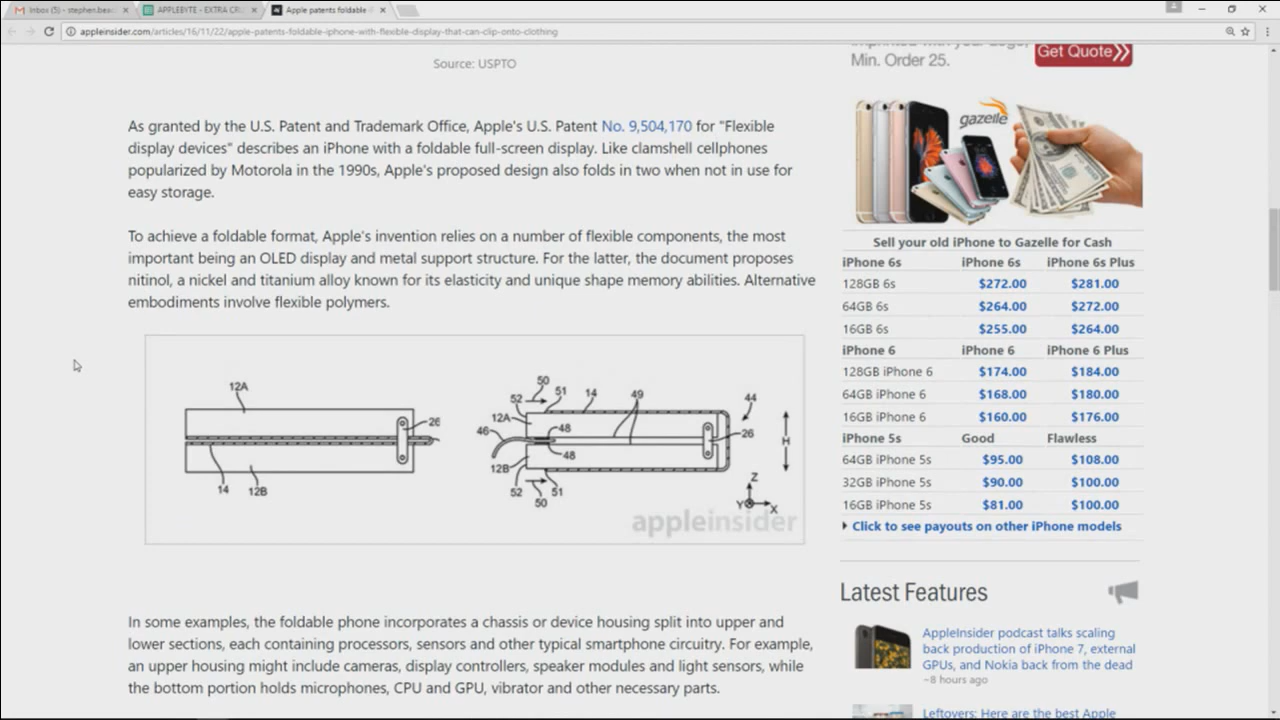 Inbox (5) - stephen.bea
APPLEBYTE - EXTRA CR
Apple patents foldable
appleinsider.com/articles/16/11/22/apple-patents-foldable-iphone-with-flexible-display-that-can-clip-onto-clothing
Source: USPTO
As granted by the U.S. Patent and Trademark Office, Apple's U.S. Patent No. 9,504,170 for "Flexible
display devices" describes an iPhone with a foldable full-screen display. Like clamshell cellphones
popularized by Motorola in the 1990s, Apple's proposed design also folds in two when not in use for
easy storage.
To achieve a foldable format, Apple's invention relies on a number of flexible components, the most
important being an OLED display and metal support structure. For the latter, the document proposes
nitinol, a nickel and titanium alloy known for its elasticity and unique shape memory abilities. Alternative
embodiments involve flexible polymers.
12A
26
14
12B
50
52
51
14
49
44
12A
48
46
26
H
12B
48
52
51
50
Z
Y
X
appleinsider
In some examples, the foldable phone incorporates a chassis or device housing split into upper and
lower sections, each containing processors, sensors and other typical smartphone circuitry. For example,
an upper housing might include cameras, display controllers, speaker modules and light sensors, while
the bottom portion holds microphones, CPU and GPU, vibrator and other necessary parts.
Min. Order 25.
Get Quote
gazelle
Sell your old iPhone to Gazelle for Cash
iPhone 6s iPhone 6s iPhone 6s Plus
128GB 6s $272.00 $281.00
64GB 6s $264.00 $272.00
16GB 6s $255.00 $264.00
iPhone 6 iPhone 6 iPhone 6 Plus
128GB iPhone 6 $174.00 $184.00
64GB iPhone 6 $168.00 $180.00
16GB iPhone 6 $160.00 $176.00
iPhone 5s Good Flawless
64GB iPhone 5s $95.00 $108.00
32GB iPhone 5s $90.00 $100.00
16GB iPhone 5s $81.00 $100.00
Click to see payouts on other iPhone models
Latest Features
AppleInsider podcast talks scaling
back production of iPhone 7, external
GPUs, and Nokia back from the dead
~8 hours ago
Leftovers: Here are the best Apple